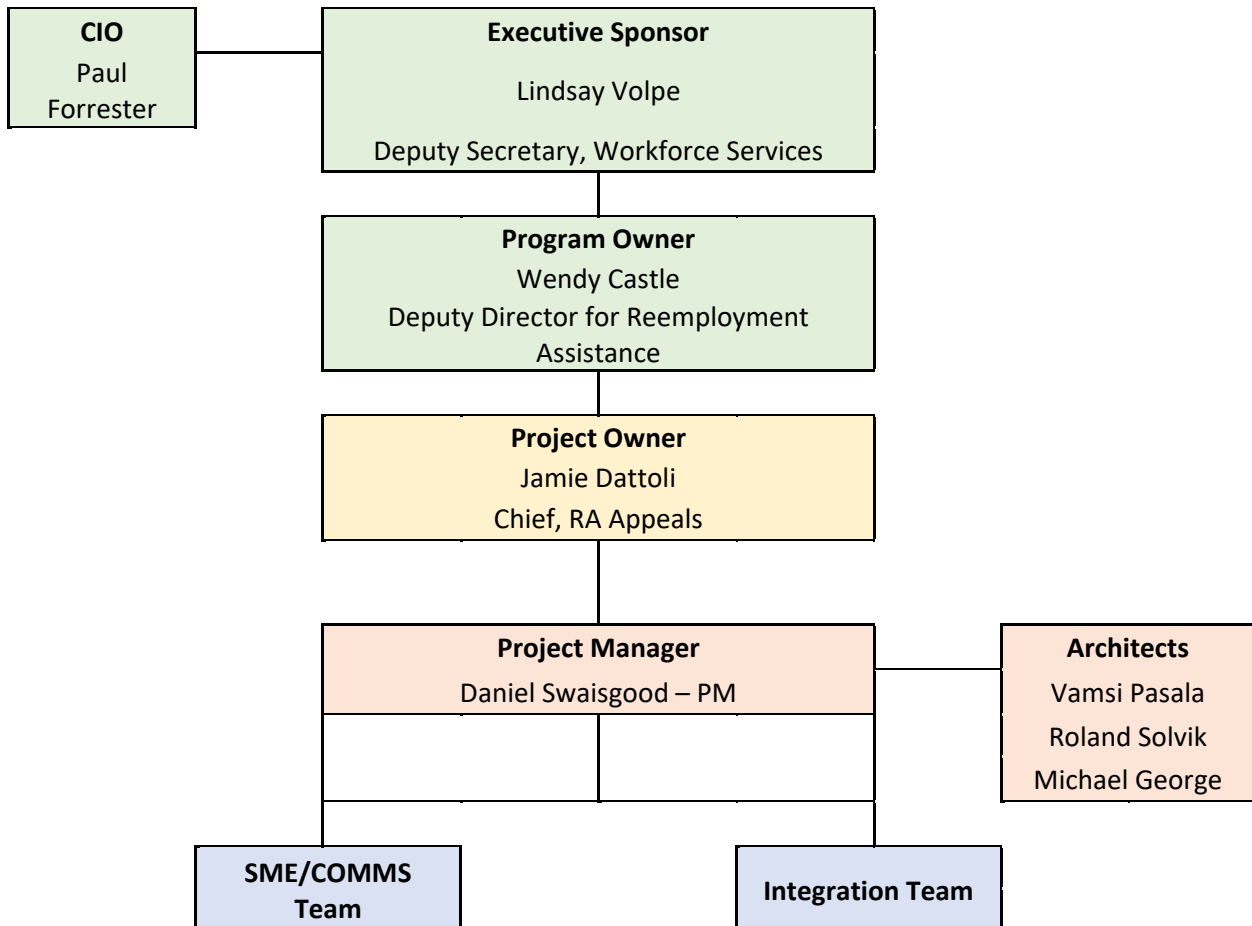 CIO
Paul
Forrester
Executive Sponsor
Lindsay Volpe
Deputy Secretary, Workforce Services
Program Owner
Wendy Castle
Deputy Director for Reemployment
Assistance
Project Owner
Jamie Dattoli
Chief, RA Appeals
Project Manager
Daniel Swaisgood – PM
Architects
Vamsi Pasala
Roland Solvik
Michael George
SME/COMMS
Team
Integration Team